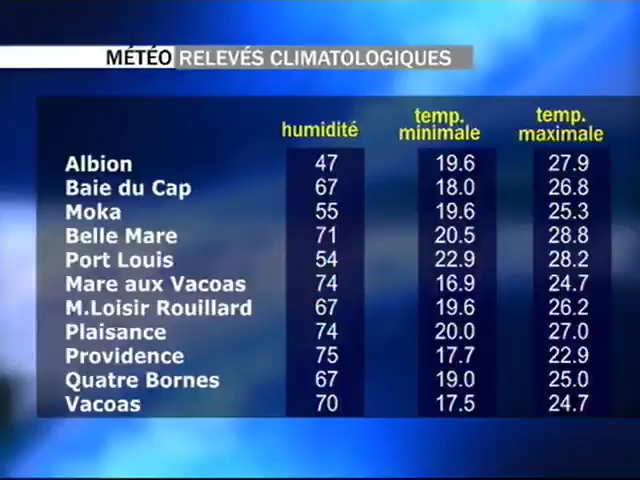 MÉTÉO RELEVÉS CLIMATOLOGIQUES
humidité temp. minimale temp. maximale
Albion 47 19.6 27.9
Baie du Cap 67 18.0 26.8
Moka 55 19.6 25.3
Belle Mare 71 20.5 28.8
Port Louis 54 22.9 28.2
Mare aux Vacoas 74 16.9 24.7
M.Loisir Rouillard 67 19.6 26.2
Plaisance 74 20.0 27.0
Providence 75 17.7 22.9
Quatre Bornes 67 19.0 25.0
Vacoas 70 17.5 24.7